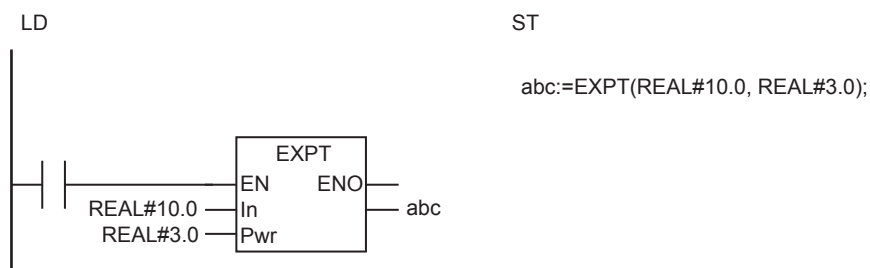 LD
ST
abc:=EXPT(REAL#10.0, REAL#3.0);
EXPT
EN ENO
REAL#10.0 In abc
REAL#3.0 Pwr